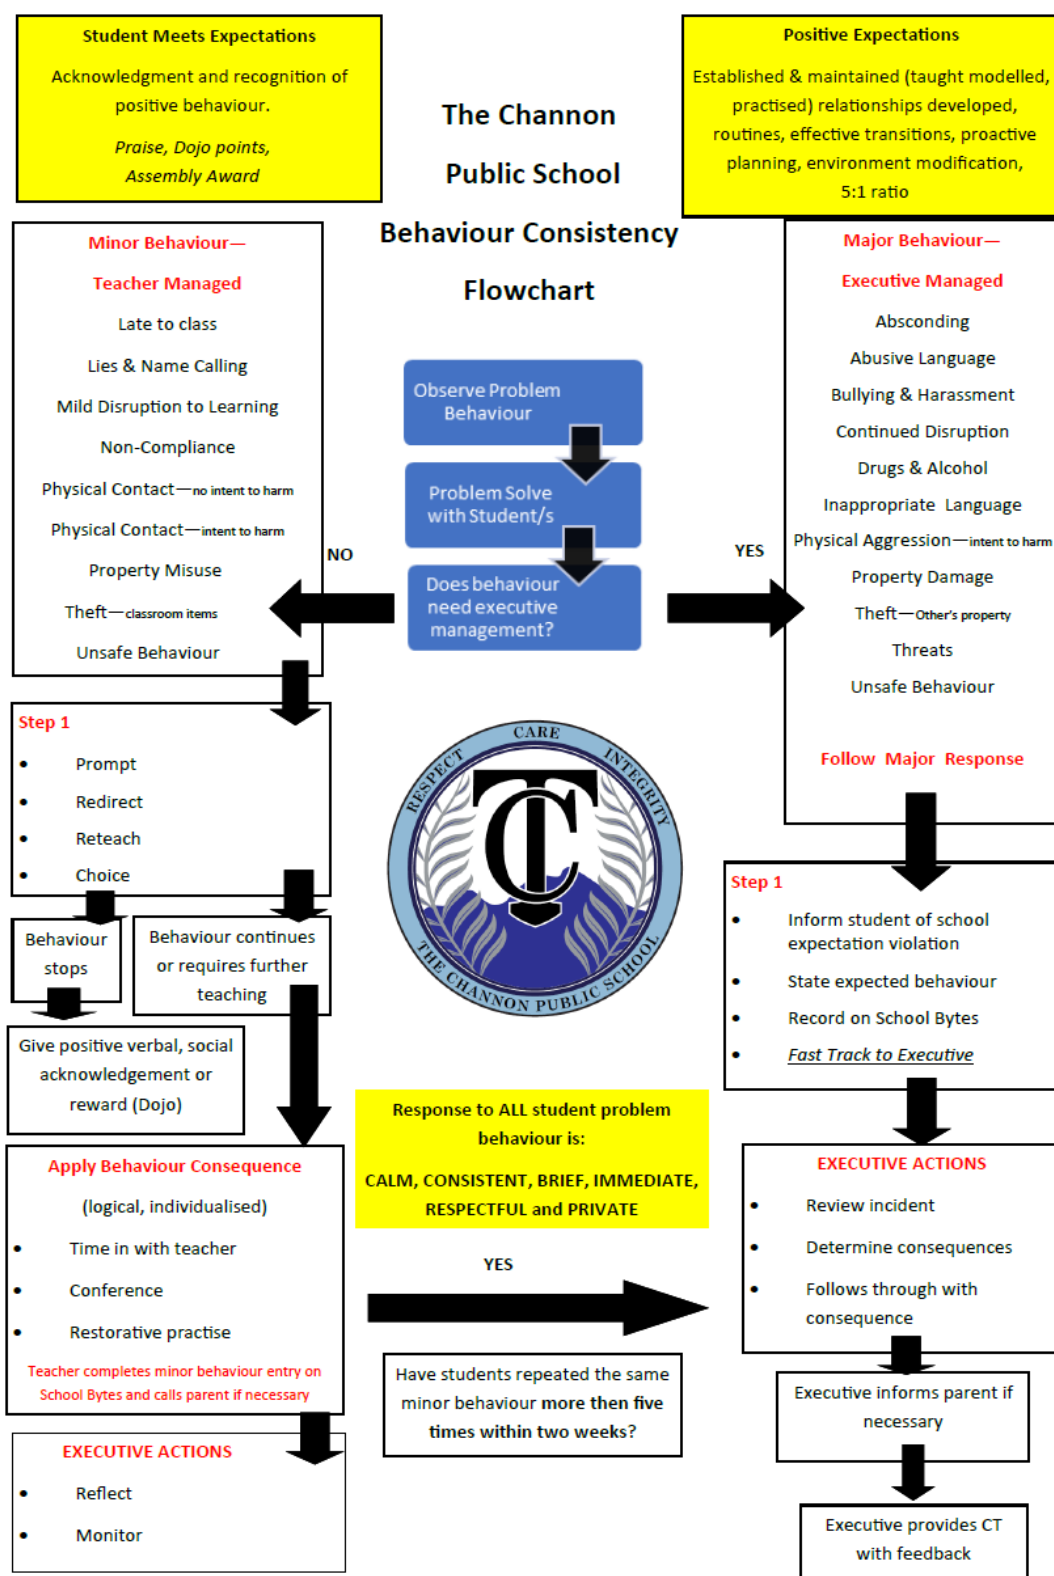 Student Meets Expectations
Acknowledgment and recognition of
positive behaviour.
Praise, Dojo points,
Assembly Award
Positive Expectations
Established & maintained (taught modelled,
practised) relationships developed,
routines, effective transitions, proactive
planning, environment modification,
5:1 ratio
The Channon
Public School
Behaviour Consistency
Flowchart
Minor Behaviour—
Teacher Managed
Late to class
Lies & Name Calling
Mild Disruption to Learning
Non-Compliance
Physical Contact—no intent to harm
Physical Contact—intent to harm
Property Misuse
Theft—classroom items
Unsafe Behaviour
Observe Problem
Behaviour
Problem Solve
with Student/s
Does behaviour
need executive
management?
NO
YES
Major Behaviour—
Executive Managed
Absconding
Abusive Language
Bullying & Harassment
Continued Disruption
Drugs & Alcohol
Inappropriate Language
Physical Aggression—intent to harm
Property Damage
Theft—Other's property
Threats
Unsafe Behaviour
Follow Major Response
Step 1
• Prompt
• Redirect
• Reteach
• Choice
Behaviour
stops
Behaviour continues
or requires further
teaching
Give positive verbal, social
acknowledgement or
reward (Dojo)
RESPECT CARE INTEGRITY
TC
THE CHANNON PUBLIC SCHOOL
Step 1
• Inform student of school
expectation violation
• State expected behaviour
• Record on School Bytes
• Fast Track to Executive
Response to ALL student problem
behaviour is:
CALM, CONSISTENT, BRIEF, IMMEDIATE,
RESPECTFUL and PRIVATE
Apply Behaviour Consequence
(logical, individualised)
• Time in with teacher
• Conference
• Restorative practise
Teacher completes minor behaviour entry on
School Bytes and calls parent if necessary
YES
Have students repeated the same
minor behaviour more then five
times within two weeks?
EXECUTIVE ACTIONS
• Review incident
• Determine consequences
• Follows through with
consequence
Executive informs parent if
necessary
Executive provides CT
with feedback
EXECUTIVE ACTIONS
• Reflect
• Monitor